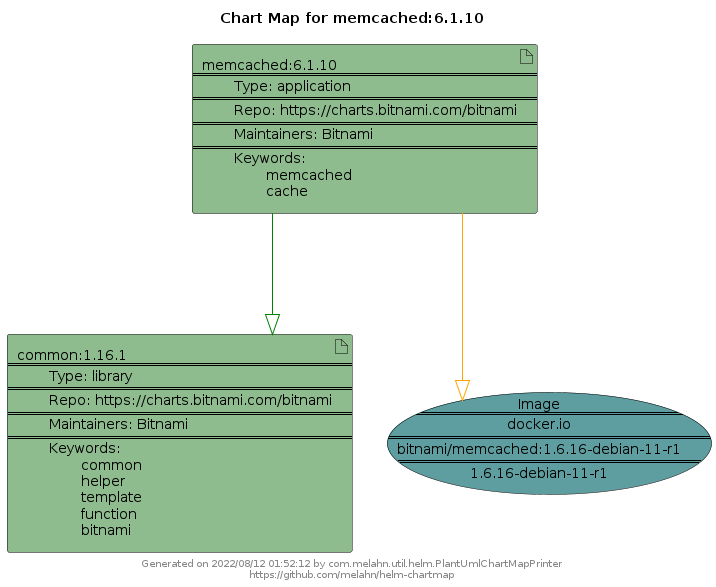 Chart Map for memcached:6.1.10
memcached:6.1.10
Type: application
Repo: https://charts.bitnami.com/bitnami
Maintainers: Bitnami
Keywords:
memcached
cache
common:1.16.1
Type: library
Repo: https://charts.bitnami.com/bitnami
Maintainers: Bitnami
Keywords:
common
helper
template
function
bitnami
Image
docker.io
bitnami/memcached:1.6.16-debian-11-r1
1.6.16-debian-11-r1
Generated on 2022/08/12 01:52:12 by com.melahn.util.helm.PlantUmlChartMapPrinter
https://github.com/melahn/helm-chartmap